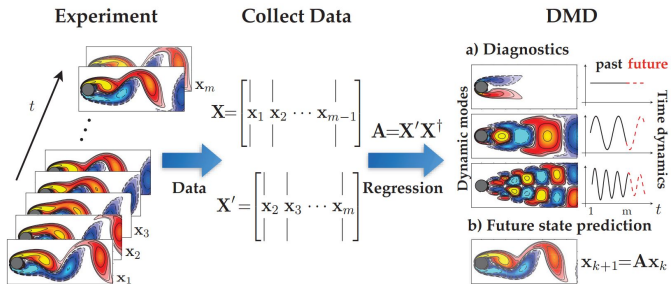 Experiment
Collect Data
DMD
t
x_m
x_3
x_2
x_1
X=[x_1 x_2 ⋯ x_{m-1}]
X′=[x_2 x_3 ⋯ x_m]
Data
A=X′X†
Regression
a) Diagnostics
past future
Dynamic modes
Time dynamics
1 m t
b) Future state prediction
x_{k+1}=Ax_k